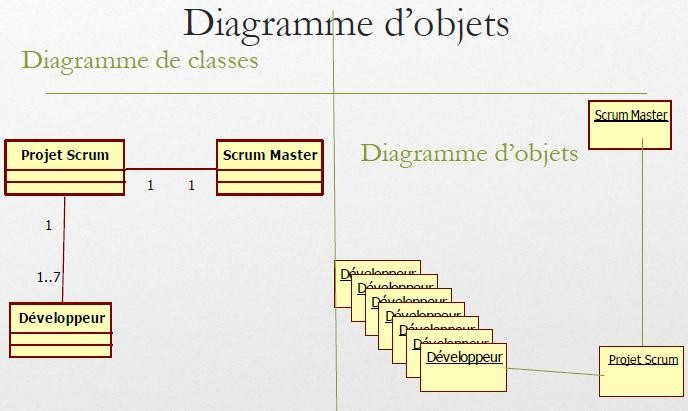 Diagramme d'objets
Diagramme de classes
Projet Scrum
Scrum Master
1
1
1
1..7
Développeur
Scrum Master
Diagramme d'objets
Développeur
Développeur
Développeur
Développeur
Développeur
Développeur
Développeur
Projet Scrum